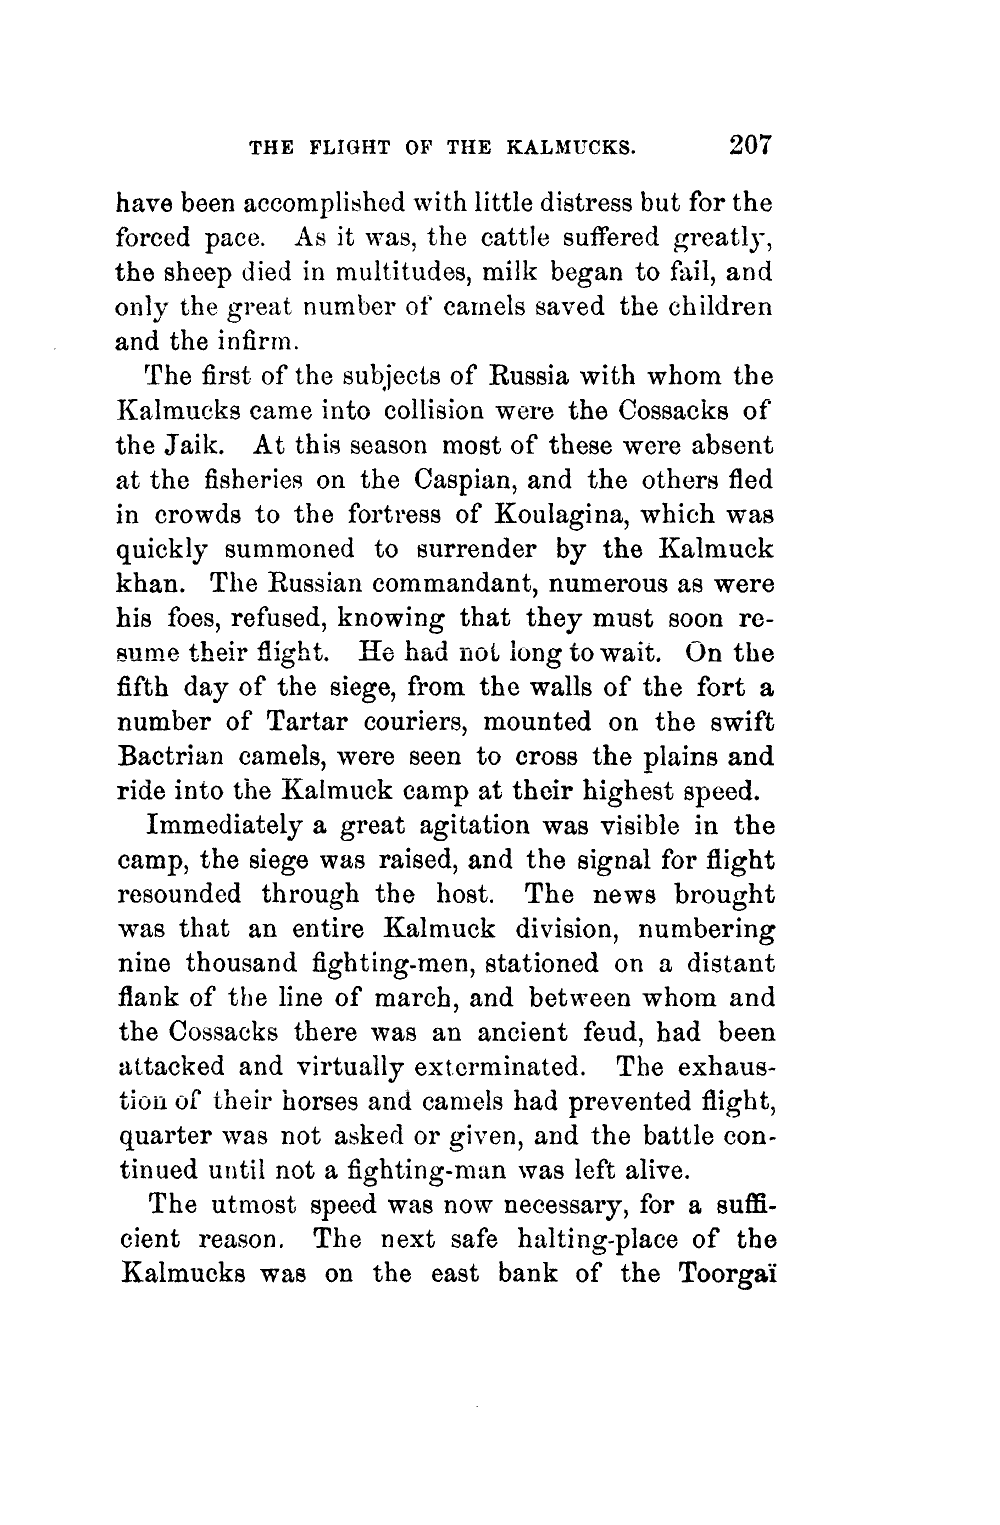 THE FLIGHT OF THE KALMUCKS. 207
have been accomplished with little distress but for the
forced pace. As it was, the cattle suffered greatly,
the sheep died in multitudes, milk began to fail, and
only the great number of camels saved the children
and the infirm.
The first of the subjects of Russia with whom the
Kalmucks came into collision were the Cossacks of
the Jaik. At this season most of these were absent
at the fisheries on the Caspian, and the others fled
in crowds to the fortress of Koulagina, which was
quickly summoned to surrender by the Kalmuck
khan. The Russian commandant, numerous as were
his foes, refused, knowing that they must soon re-
sume their flight. He had not long to wait. On the
fifth day of the siege, from the walls of the fort a
number of Tartar couriers, mounted on the swift
Bactrian camels, were seen to cross the plains and
ride into the Kalmuck camp at their highest speed.
Immediately a great agitation was visible in the
camp, the siege was raised, and the signal for flight
resounded through the host. The news brought
was that an entire Kalmuck division, numbering
nine thousand fighting-men, stationed on a distant
flank of the line of march, and between whom and
the Cossacks there was an ancient feud, had been
attacked and virtually exterminated. The exhaus-
tion of their horses and camels had prevented flight,
quarter was not asked or given, and the battle con-
tinued until not a fighting-man was left alive.
The utmost speed was now necessary, for a suffi-
cient reason. The next safe halting-place of the
Kalmucks was on the east bank of the Toorgaï